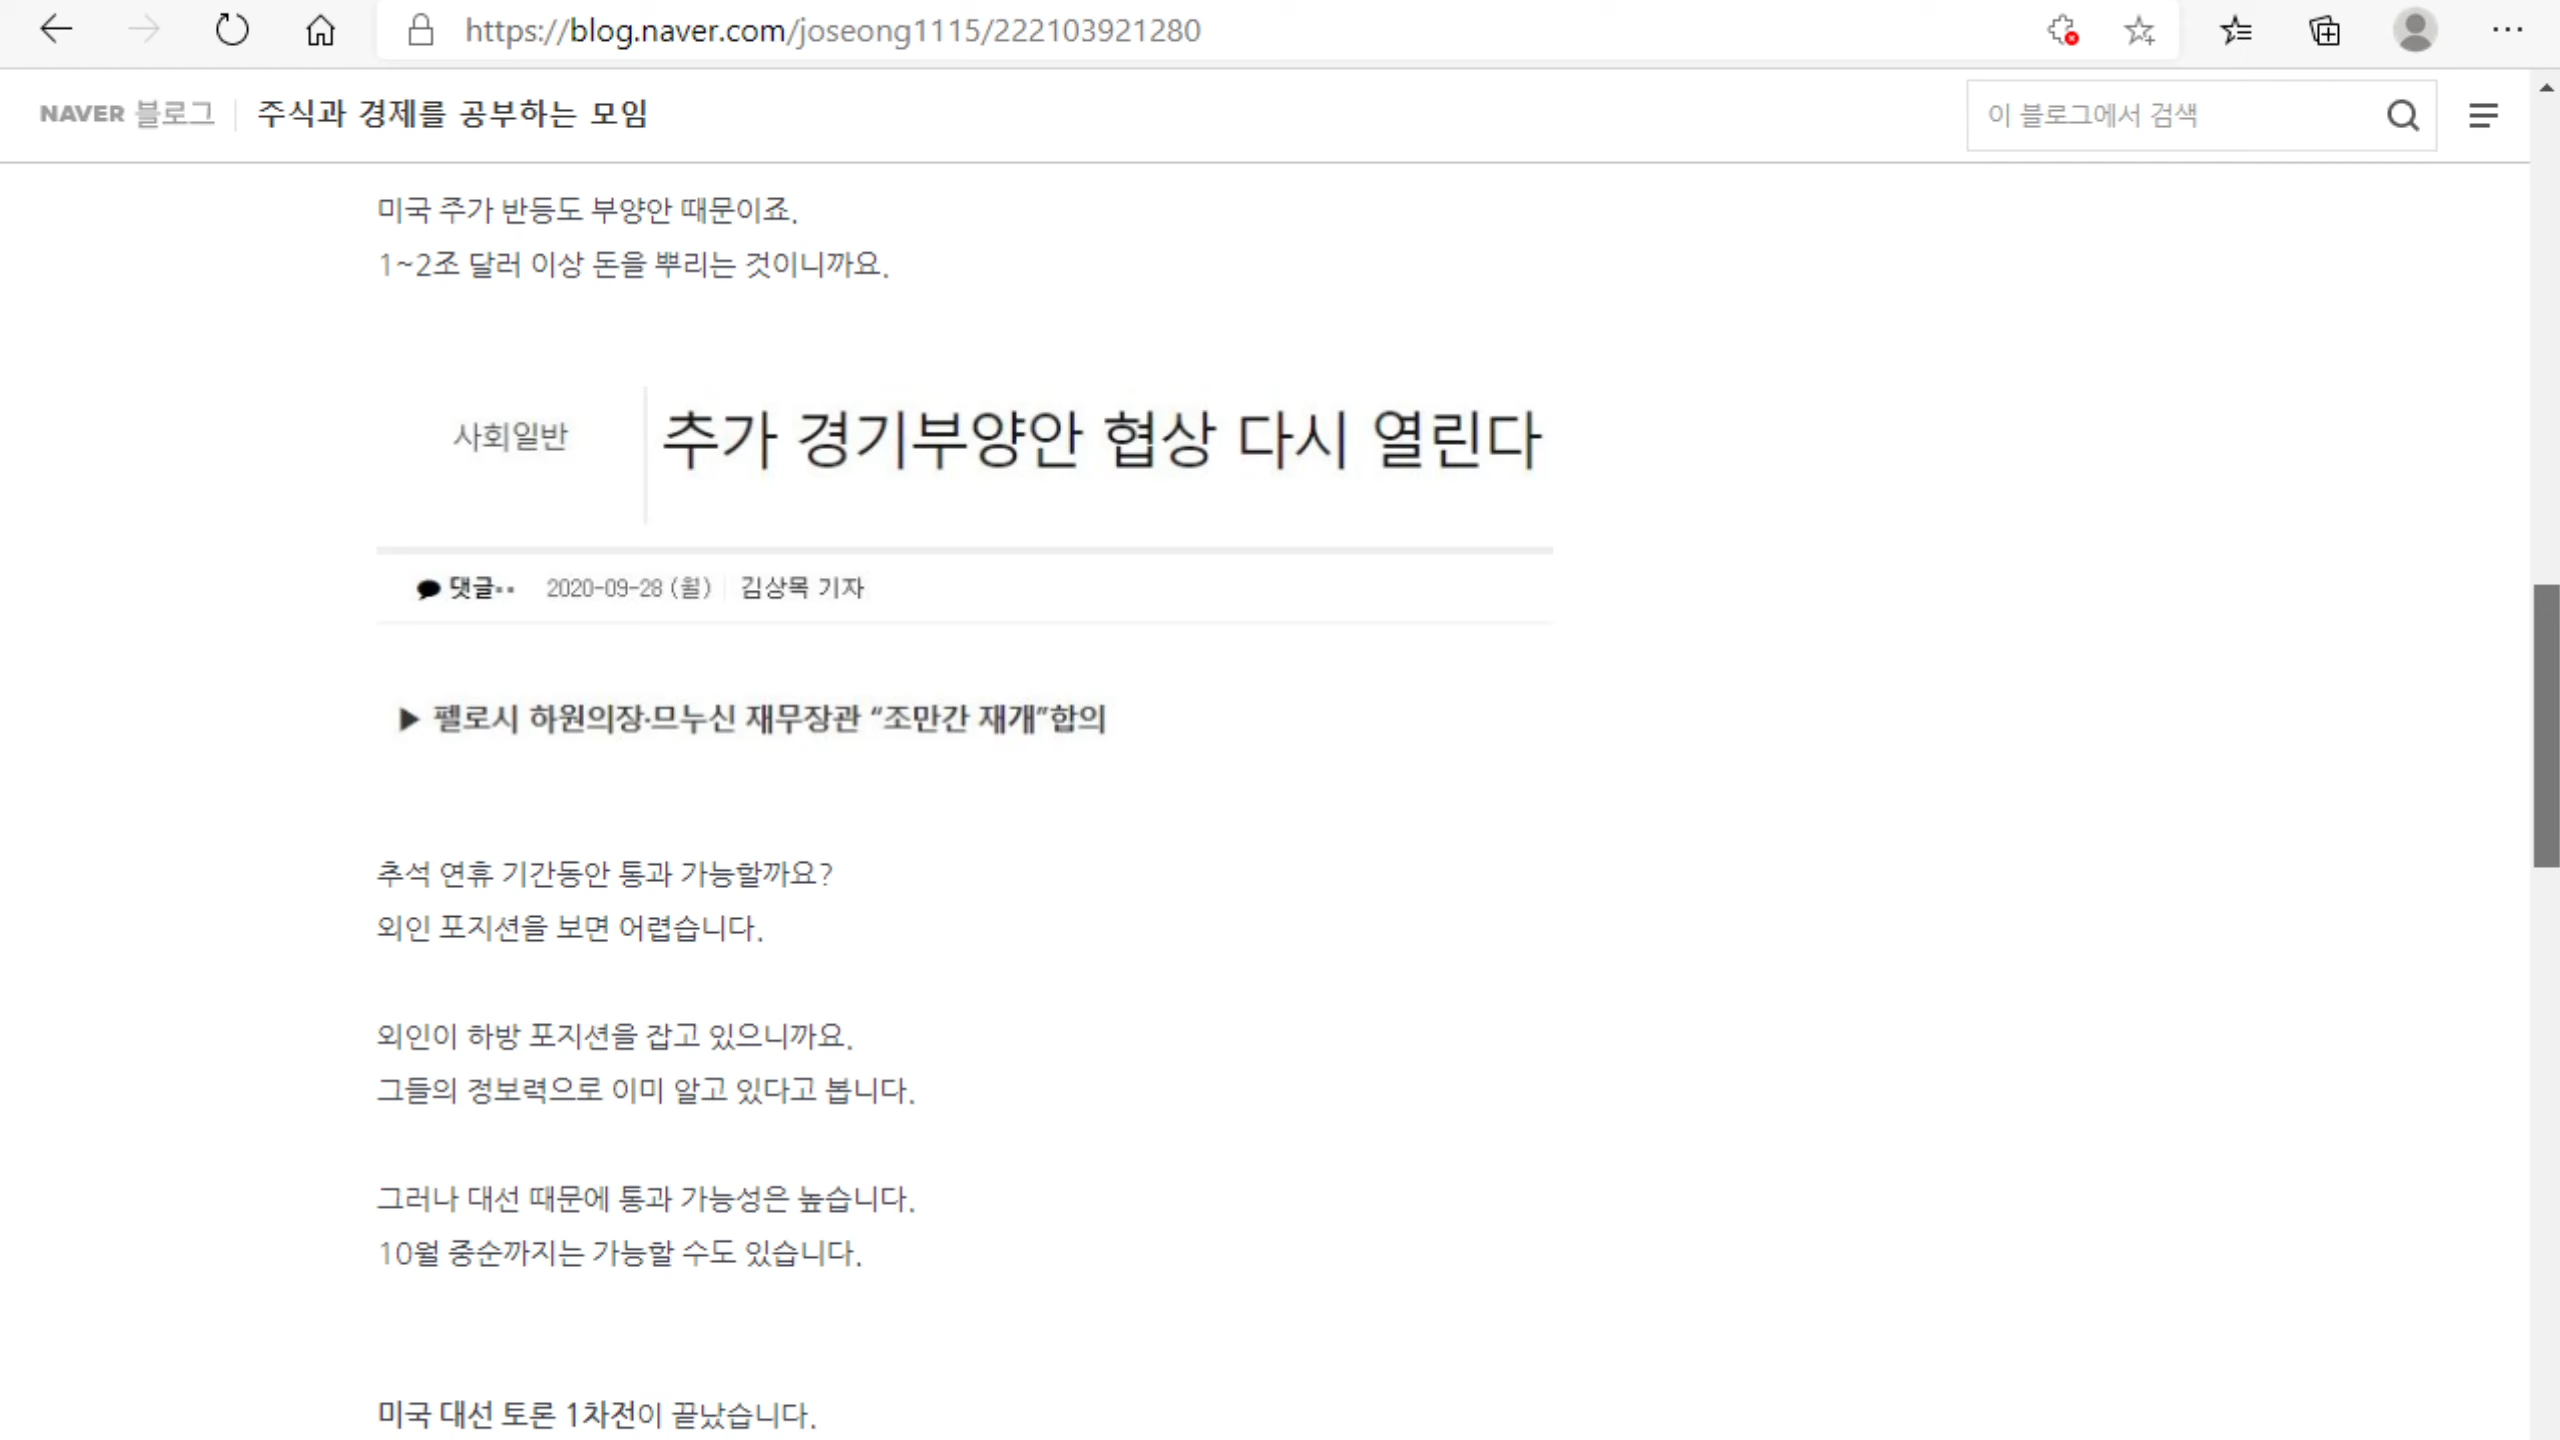 https://blog.naver.com/joseong1115/222103921280
NAVER 블로그 주식과 경제를 공부하는 모임
이 블로그에서 검색
미국 주가 반등도 부양안 때문이죠.
1~2조 달러 이상 돈을 뿌리는 것이니까요.
사회일반 추가 경기부양안 협상 다시 열린다
댓글·· 2020-09-28 (월) 김상목 기자
▶ 펠로시 하원의장·므누신 재무장관 “조만간 재개”합의
추석 연휴 기간동안 통과 가능할까요?
외인 포지션을 보면 어렵습니다.
외인이 하방 포지션을 잡고 있으니까요.
그들의 정보력으로 이미 알고 있다고 봅니다.
그러나 대선 때문에 통과 가능성은 높습니다.
10월 중순까지는 가능할 수도 있습니다.
미국 대선 토론 1차전이 끝났습니다.